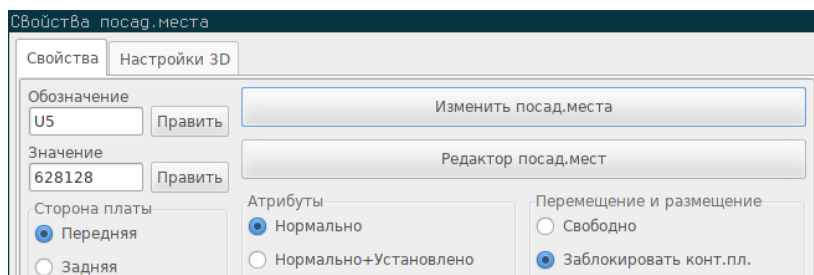 Свойства посад.места
Свойства Настройки 3D
Обозначение
U5 Править
Изменить посад.места
Значение
628128 Править
Редактор посад.мест
Сторона платы
Передняя
Задняя
Атрибуты
Нормально
Нормально+Установлено
Перемещение и размещение
Свободно
Заблокировать конт.пл.